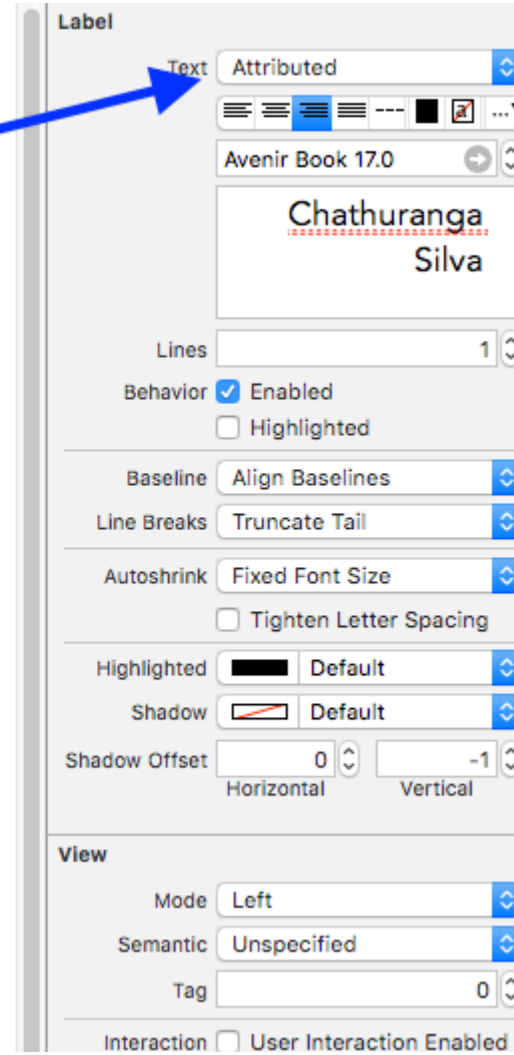 Label
Text Attributed
a ...
Avenir Book 17.0
Chathuranga
Silva
Lines 1
Behavior Enabled
Highlighted
Baseline Align Baselines
Line Breaks Truncate Tail
Autoshrink Fixed Font Size
Tighten Letter Spacing
Highlighted Default
Shadow Default
Shadow Offset 0 -1
Horizontal Vertical
View
Mode Left
Semantic Unspecified
Tag 0
Interaction User Interaction Enabled